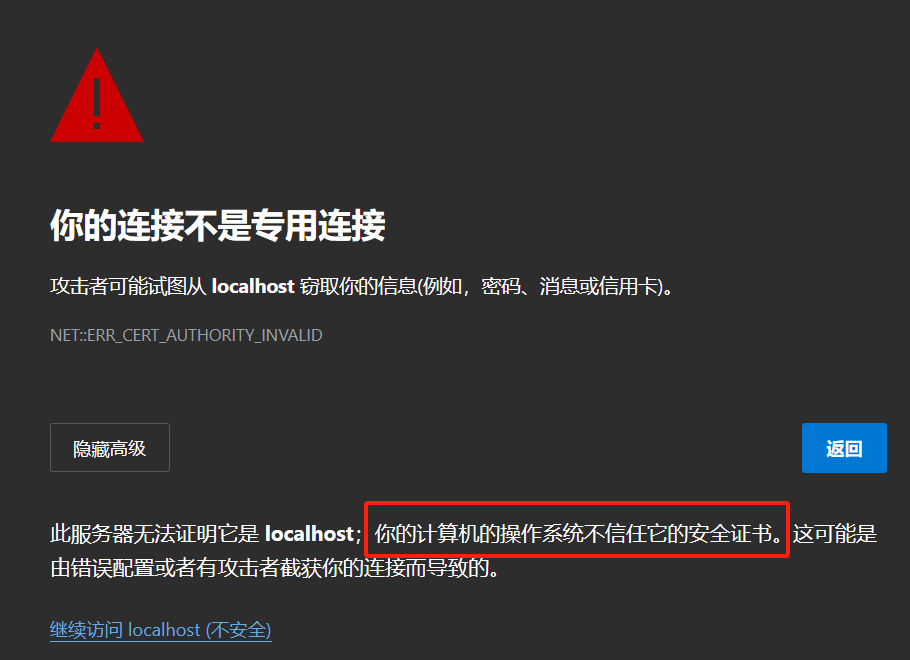 你的连接不是专用连接
攻击者可能试图从 localhost 窃取你的信息(例如，密码、消息或信用卡)。
NET::ERR_CERT_AUTHORITY_INVALID
隐藏高级
返回
此服务器无法证明它是 localhost；你的计算机的操作系统不信任它的安全证书。这可能是
由错误配置或者有攻击者截获你的连接而导致的。
继续访问 localhost (不安全)